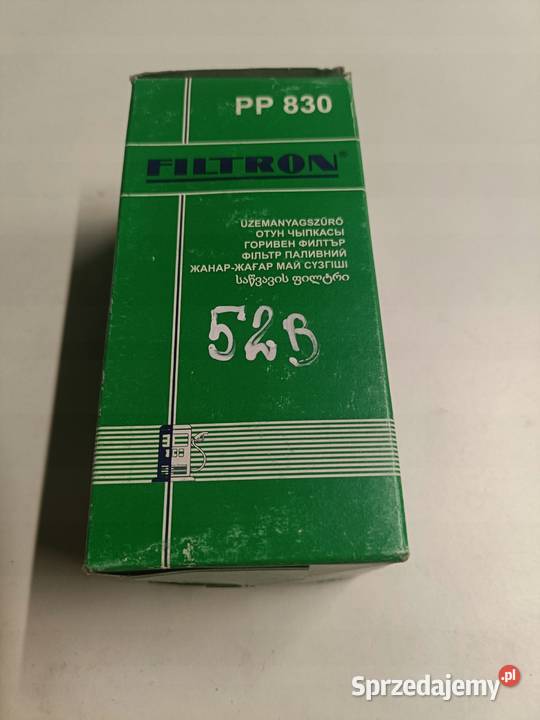 PP 830
FILTRON®
ÜZEMANYAGSZŰRŐ
ОТУН ЧЫПКАСЫ
ГОРИВЕН ФИЛТЪР
ФІЛЬТР ПАЛИВНИЙ
ЖАНАР-ЖАҒАР МАЙ СҮЗГІШІ
საწვავის ფილტრი
52B
Sprzedajemy.pl